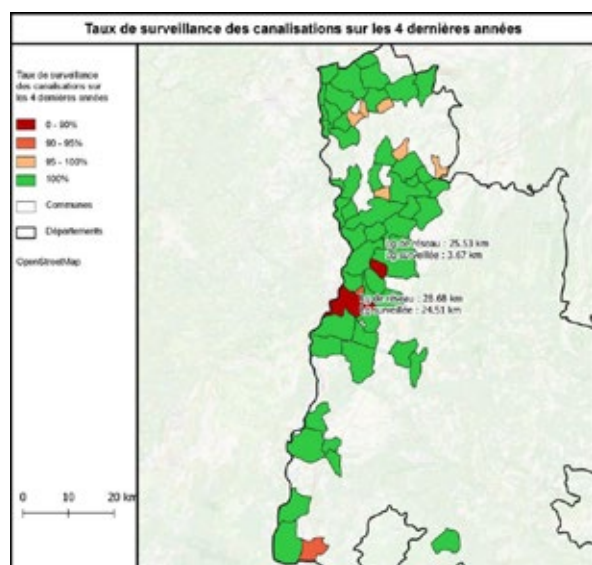 Taux de surveillance des canalisations sur les 4 dernières années
Taux de surveillance
des canalisations sur
les 4 dernières années
0 - 90%
90 - 95%
95 - 100%
100%
Communes
Départements
OpenStreetMap
de réseau : 25.53 km
3.67 km
de réseau : 28.68 km
24.51 km
0 10 20 km